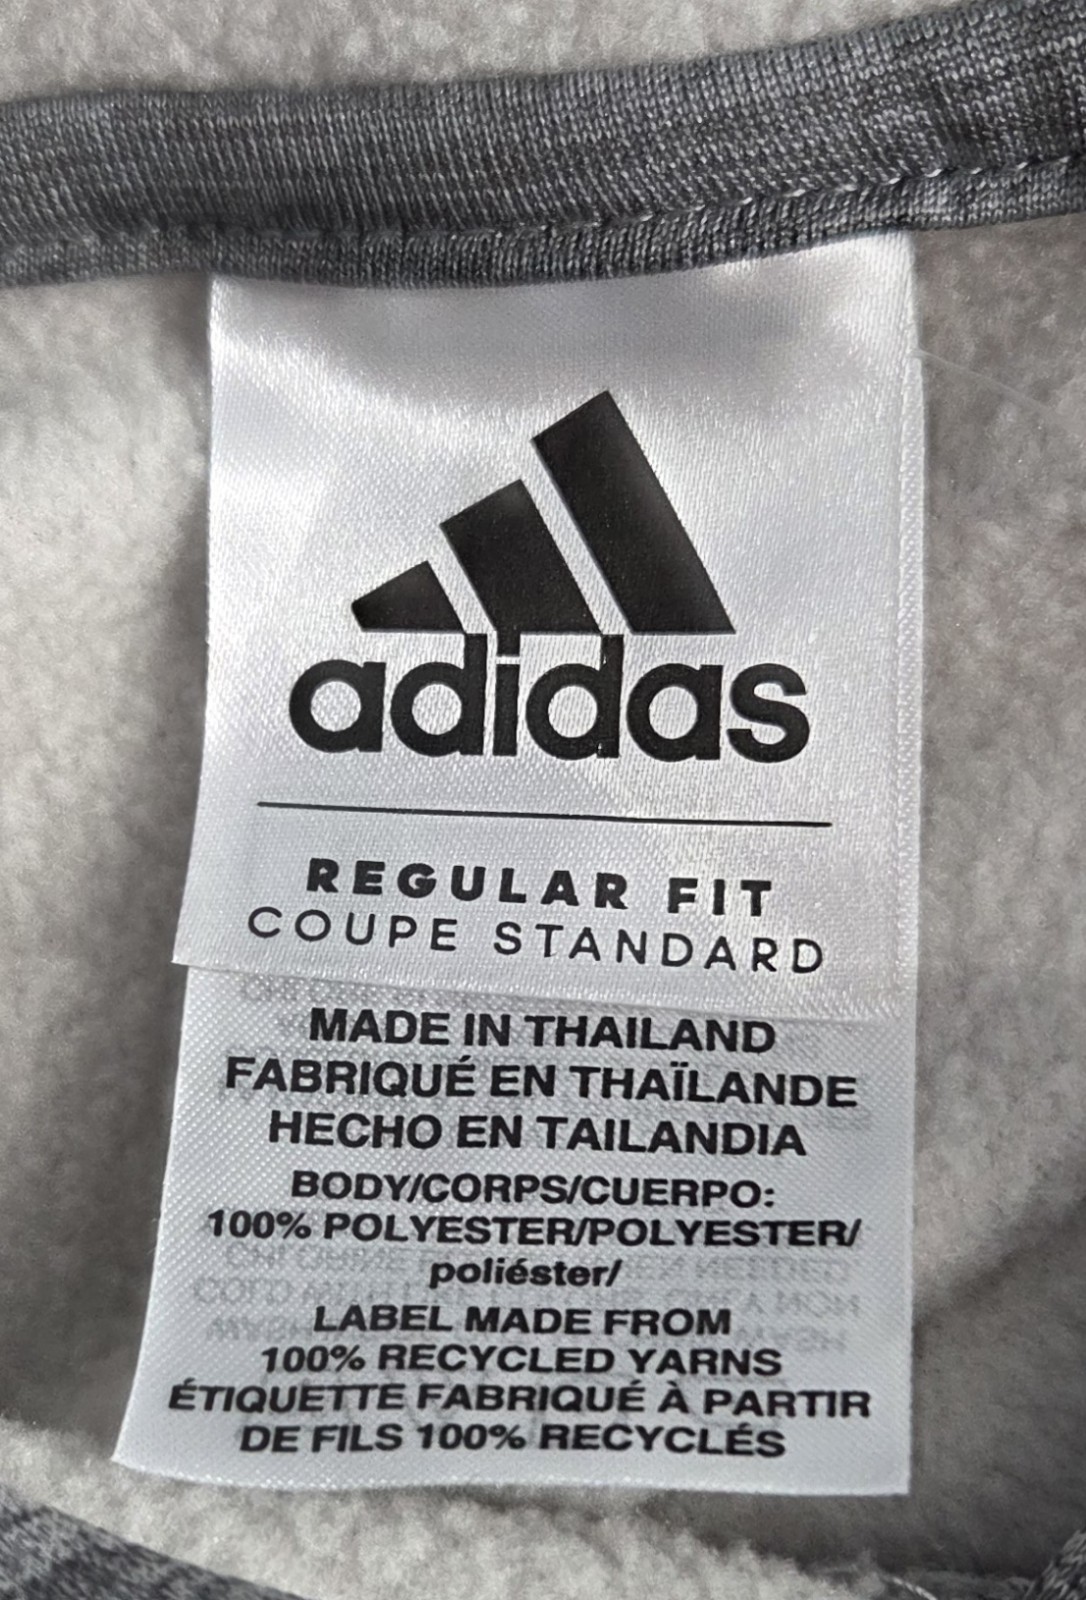 adidas
REGULAR FIT
COUPE STANDARD
MADE IN THAILAND
FABRIQUÉ EN THAÏLANDE
HECHO EN TAILANDIA
BODY/CORPS/CUERPO:
100% POLYESTER/POLYESTER/
poliéster/
LABEL MADE FROM
100% RECYCLED YARNS
ÉTIQUETTE FABRIQUÉ À PARTIR
DE FILS 100% RECYCLÉS